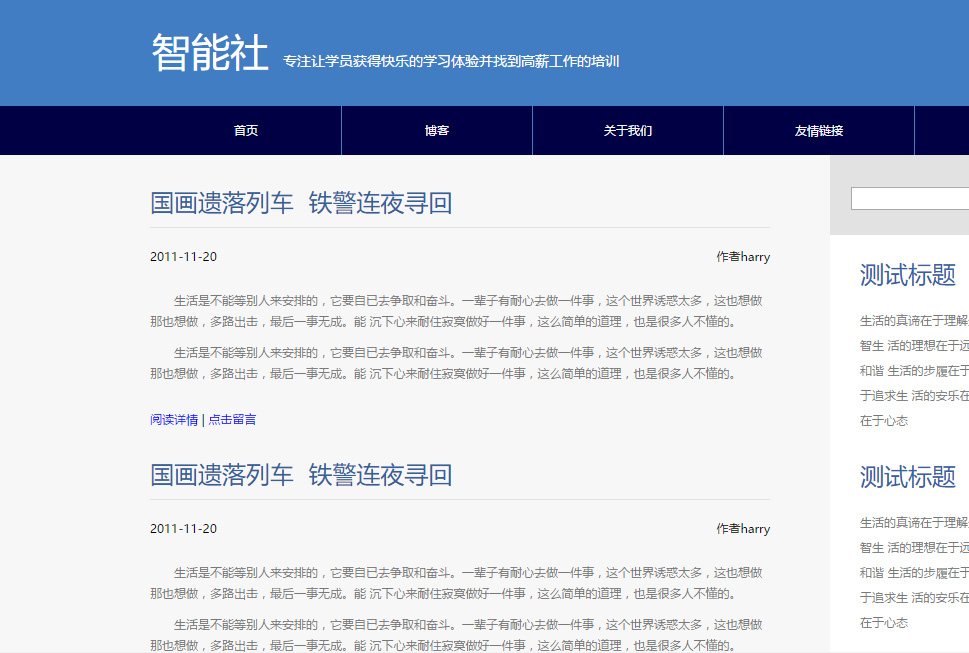 智能社 专注让学员获得快乐的学习体验并找到高薪工作的培训
首页 博客 关于我们 友情链接
国画遗落列车 铁警连夜寻回
2011-11-20 作者harry
生活是不能等别人来安排的，它要自已去争取和奋斗。一辈子有耐心去做一件事，这个世界诱惑太多，这也想做
那也想做，多路出击，最后一事无成。能 沉下心来耐住寂寞做好一件事，这么简单的道理，也是很多人不懂的。
生活是不能等别人来安排的，它要自已去争取和奋斗。一辈子有耐心去做一件事，这个世界诱惑太多，这也想做
那也想做，多路出击，最后一事无成。能 沉下心来耐住寂寞做好一件事，这么简单的道理，也是很多人不懂的。
阅读详情 | 点击留言
国画遗落列车 铁警连夜寻回
2011-11-20 作者harry
生活是不能等别人来安排的，它要自已去争取和奋斗。一辈子有耐心去做一件事，这个世界诱惑太多，这也想做
那也想做，多路出击，最后一事无成。能 沉下心来耐住寂寞做好一件事，这么简单的道理，也是很多人不懂的。
生活是不能等别人来安排的，它要自已去争取和奋斗。一辈子有耐心去做一件事，这个世界诱惑太多，这也想做
那也想做，多路出击，最后一事无成。能 沉下心来耐住寂寞做好一件事，这么简单的道理，也是很多人不懂的。
测试标题
生活的真谛在于理解
智生 活的理想在于远
和谐 生活的步履在于
于追求生 活的安乐在
在于心态
测试标题
生活的真谛在于理解
智生 活的理想在于远
和谐 生活的步履在于
于追求生 活的安乐在
在于心态